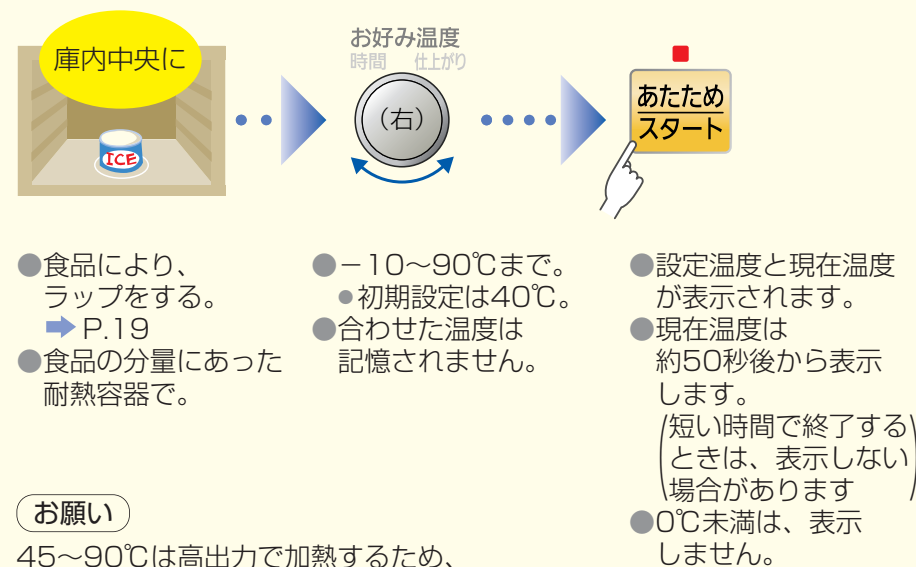 庫内中央に
ICE
お好み温度
時間 仕上がり
(右)
あたため
スタート
●食品により、
ラップをする。
➡ P.19
●食品の分量にあった
耐熱容器で。
●−10〜90℃まで。
●初期設定は40℃。
●合わせた温度は
記憶されません。
●設定温度と現在温度
が表示されます。
●現在温度は
約50秒後から表示
します。
(短い時間で終了する
ときは、表示しない
場合があります)
●0℃未満は、表示
しません。
お願い
45〜90℃は高出力で加熱するため、